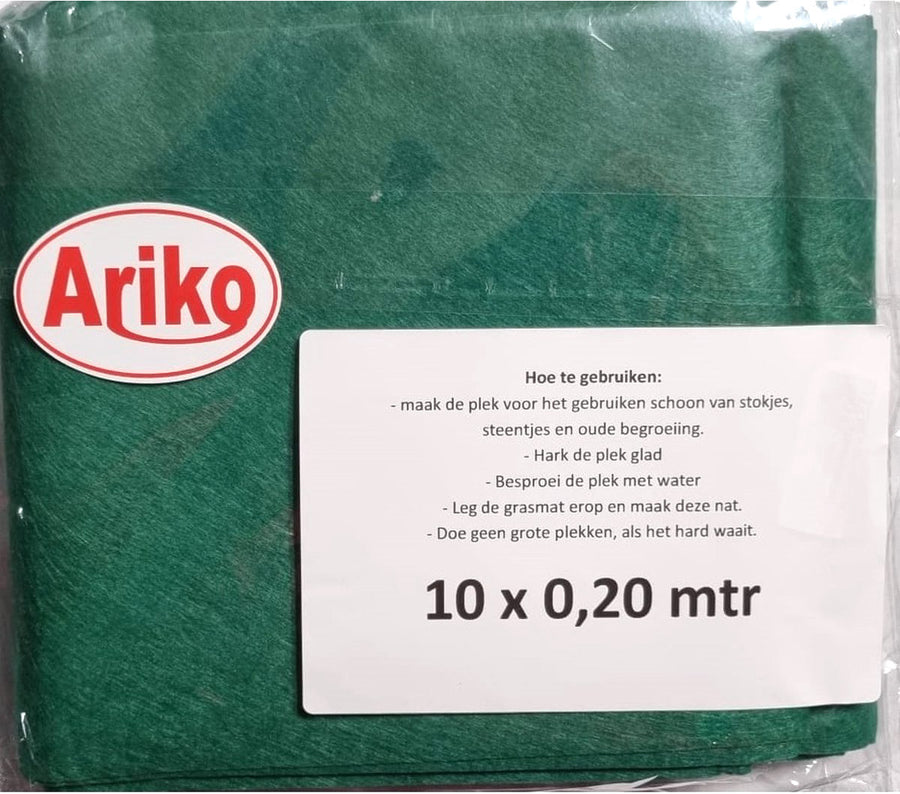 Ariko
Hoe te gebruiken:
- maak de plek voor het gebruiken schoon van stokjes,
steentjes en oude begroeiing.
- Hark de plek glad
- Besproei de plek met water
- Leg de grasmat erop en maak deze nat.
- Doe geen grote plekken, als het hard waait.
10 x 0,20 mtr